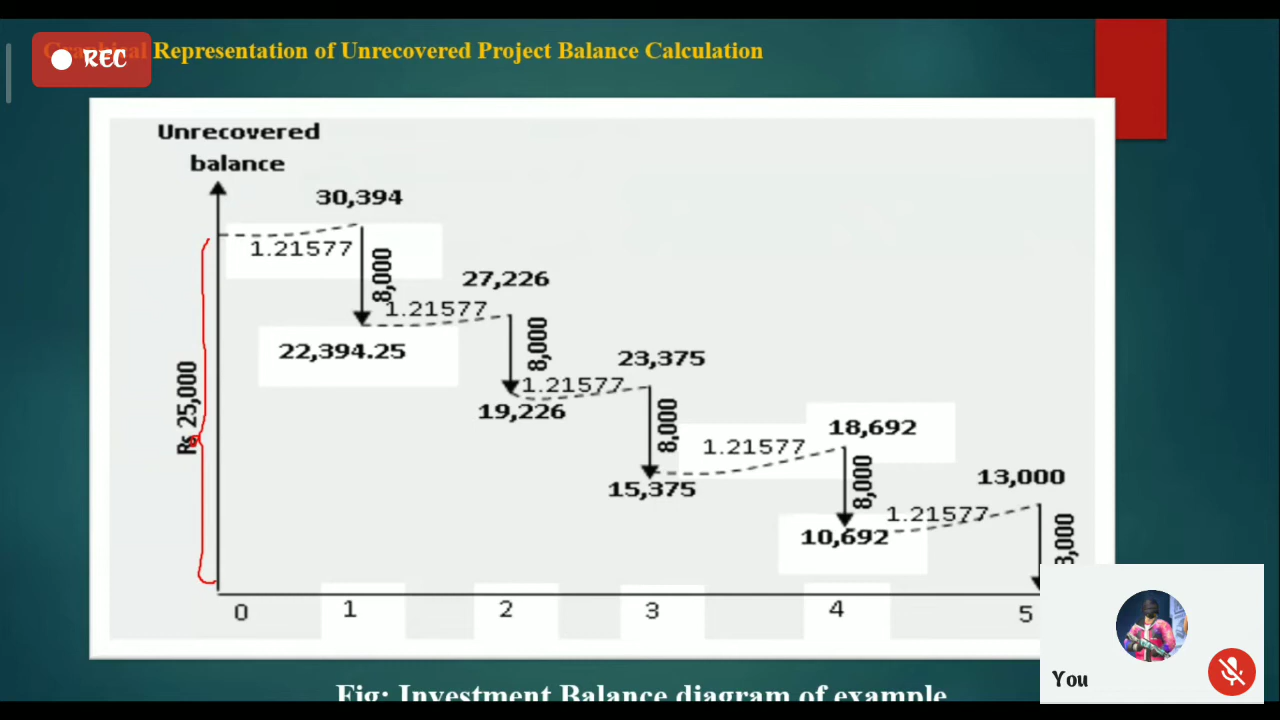 REC
Representation of Unrecovered Project Balance Calculation
Unrecovered
balance
30,394
1.21577
8,000
27,226
1.21577
22,394.25
8,000
23,375
1.21577
19,226
8,000
18,692
1.21577
15,375
8,000
13,000
1.21577
10,692
Rs 25,000
0 1 2 3 4 5
You
Fig: Investment Balance diagram of example